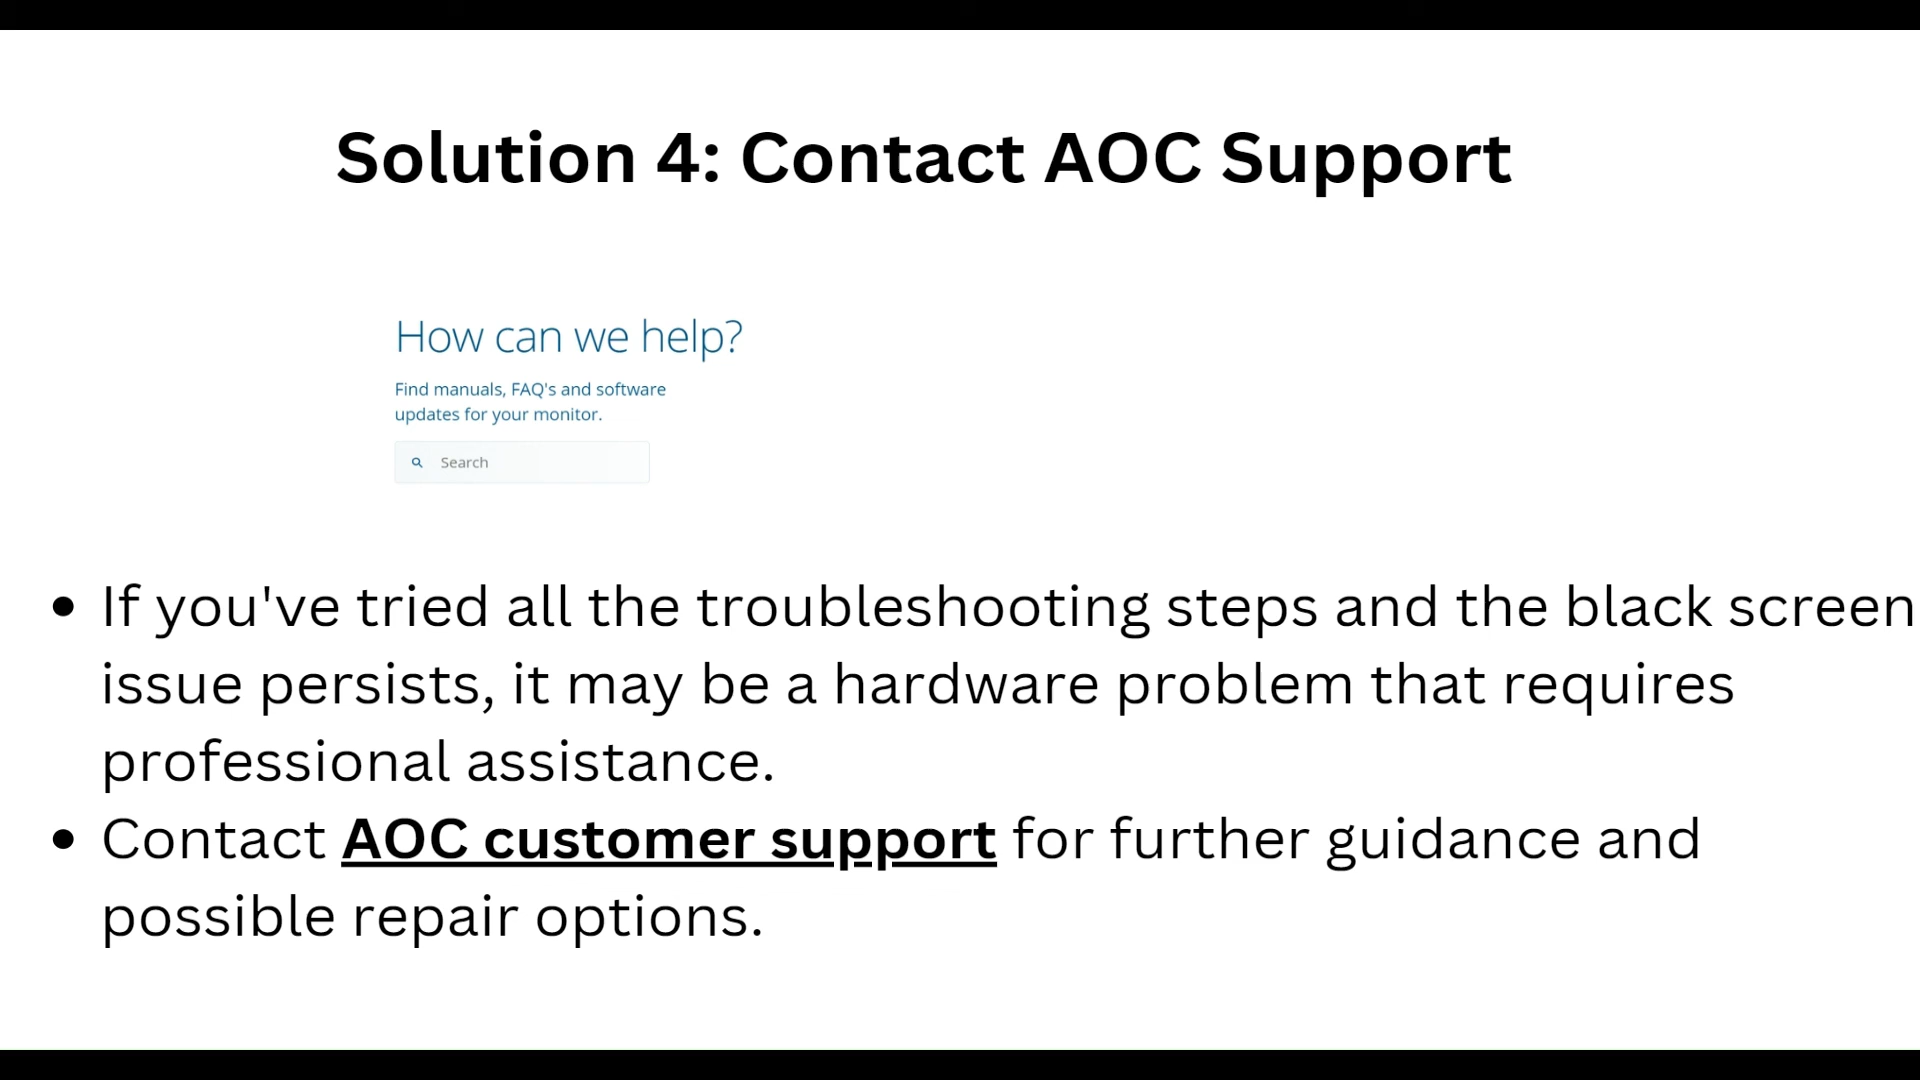 Solution 4: Contact AOC Support
How can we help?
Find manuals, FAQ's and software
updates for your monitor.
Search
• If you've tried all the troubleshooting steps and the black screen
issue persists, it may be a hardware problem that requires
professional assistance.
• Contact AOC customer support for further guidance and
possible repair options.